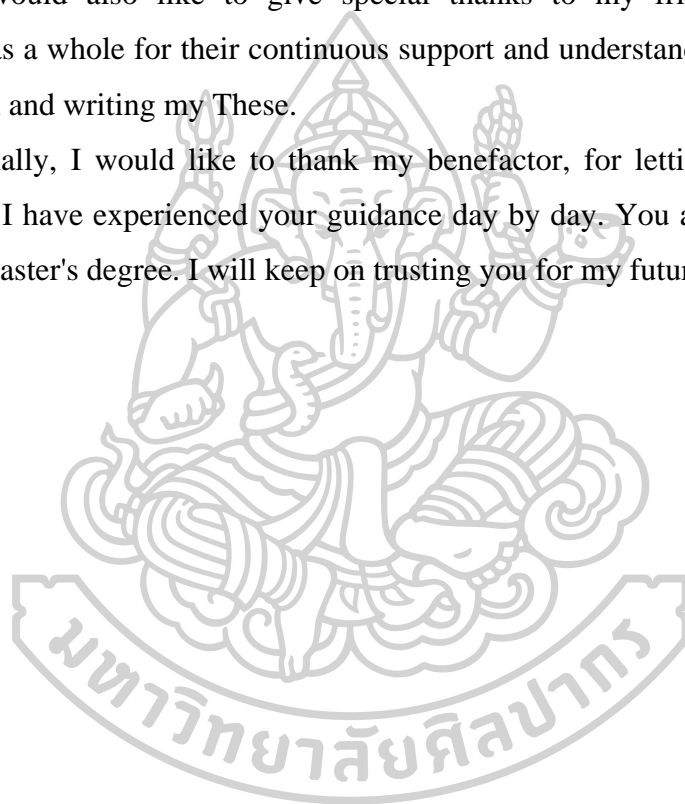 would also like to give special thanks to my fri
as a whole for their continuous support and understand
and writing my These.
ally, I would like to thank my benefactor, for letti
I have experienced your guidance day by day. You a
aster's degree. I will keep on trusting you for my futur
มหาวิทยาลัยศิลปากร